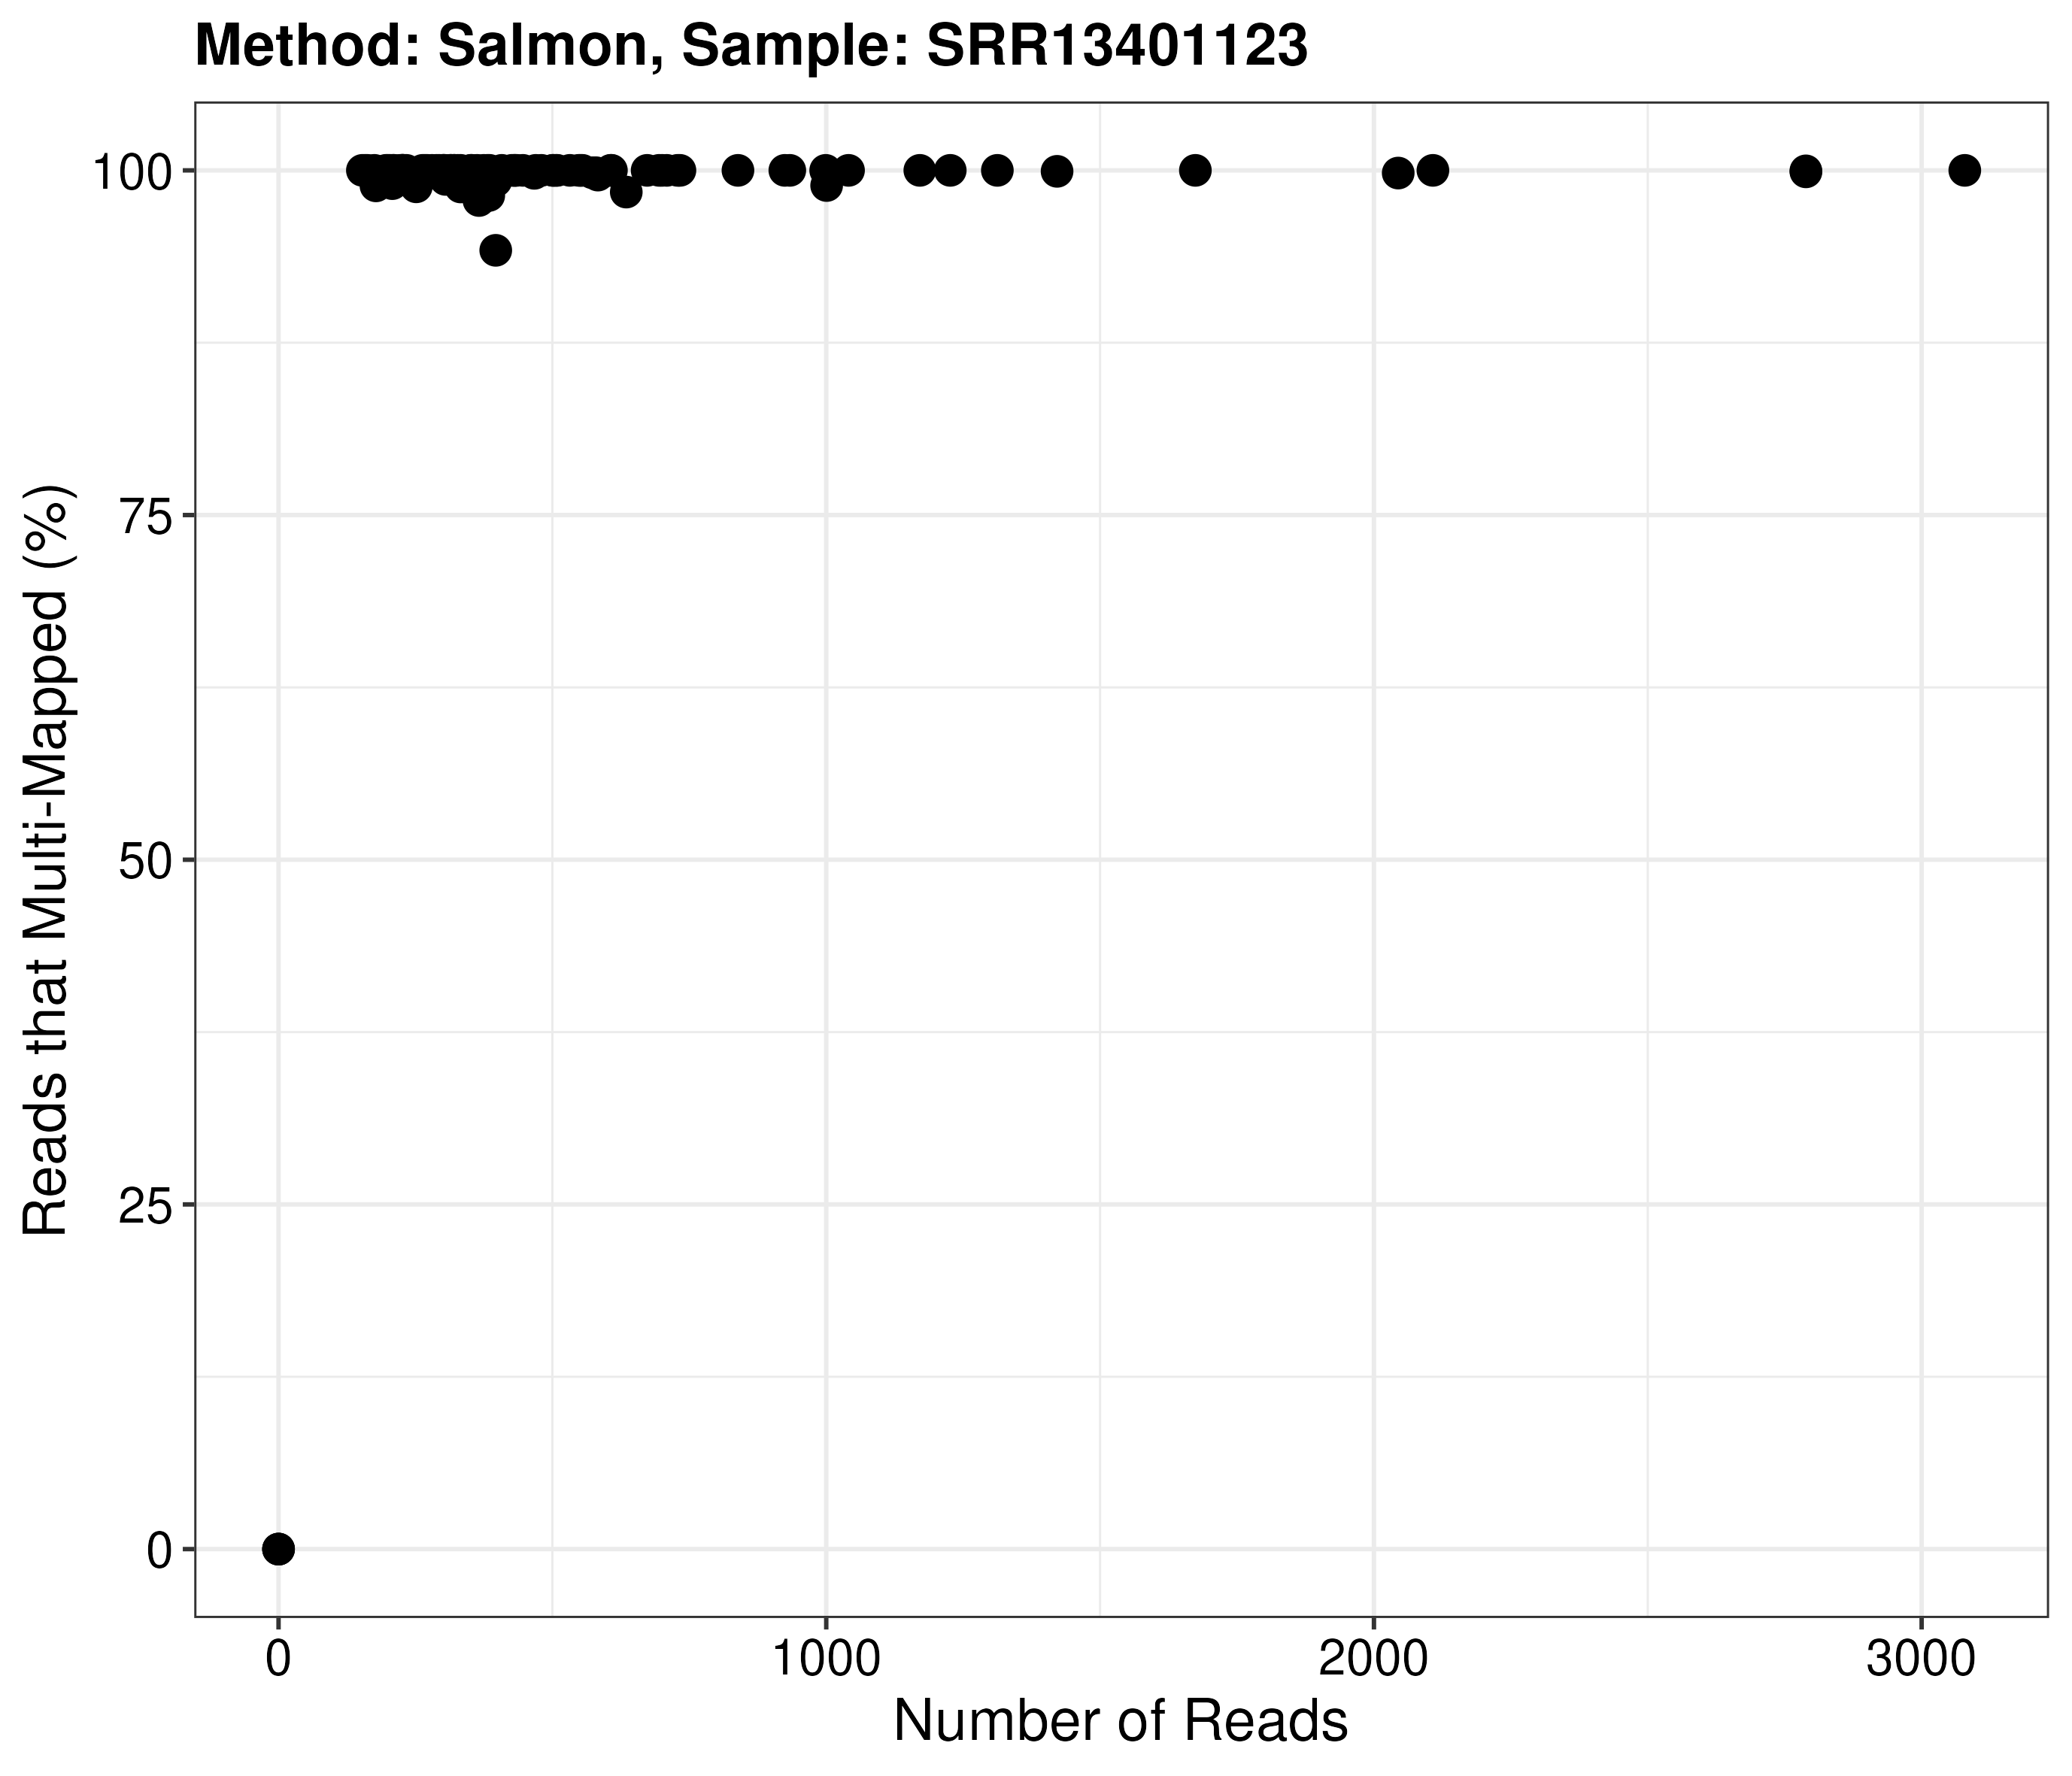 Method: Salmon, Sample: SRR13401123
Reads that Multi-Mapped (%)
100
75
50
25
0
0 1000 2000 3000
Number of Reads